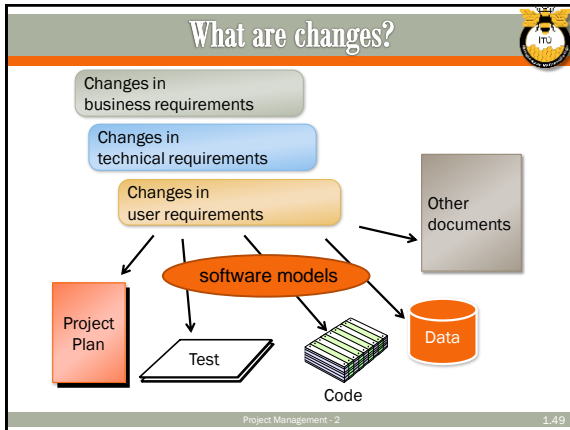 What are changes?
İTÜ
Changes in
business requirements
Changes in
technical requirements
Changes in
user requirements
Other
documents
software models
Project
Plan
Test
Data
Code
Project Management - 2
1.49